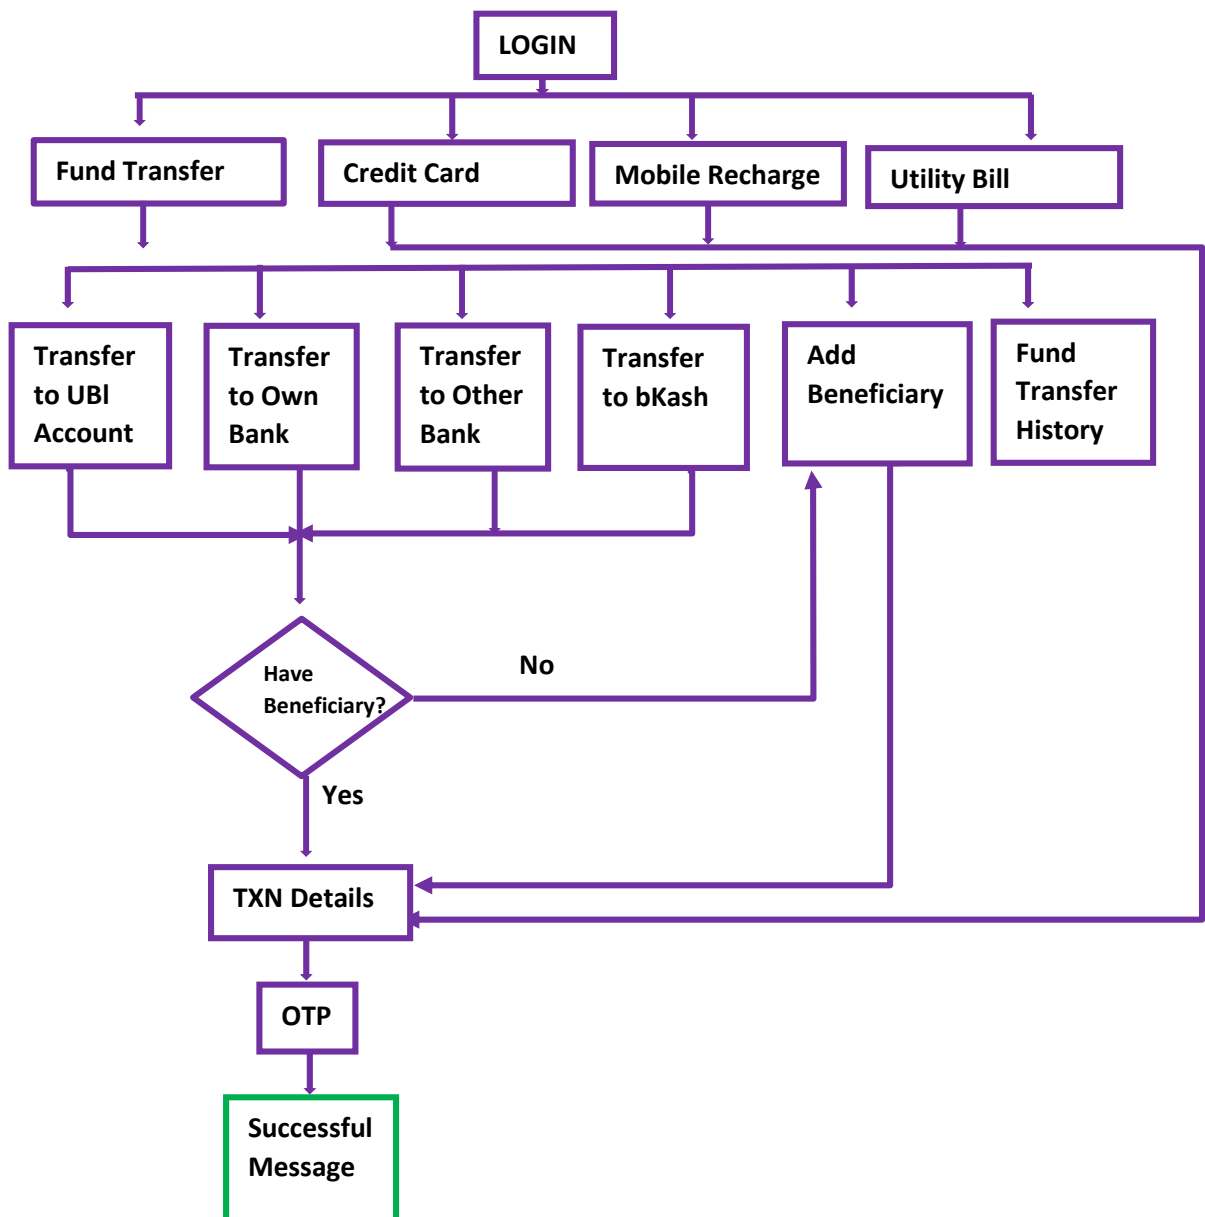 LOGIN
Fund Transfer
Credit Card
Mobile Recharge
Utility Bill
Transfer
to UBl
Account
Transfer
to Own
Bank
Transfer
to Other
Bank
Transfer
to bKash
Add
Beneficiary
Fund
Transfer
History
Have
Beneficiary?
No
Yes
TXN Details
OTP
Successful
Message